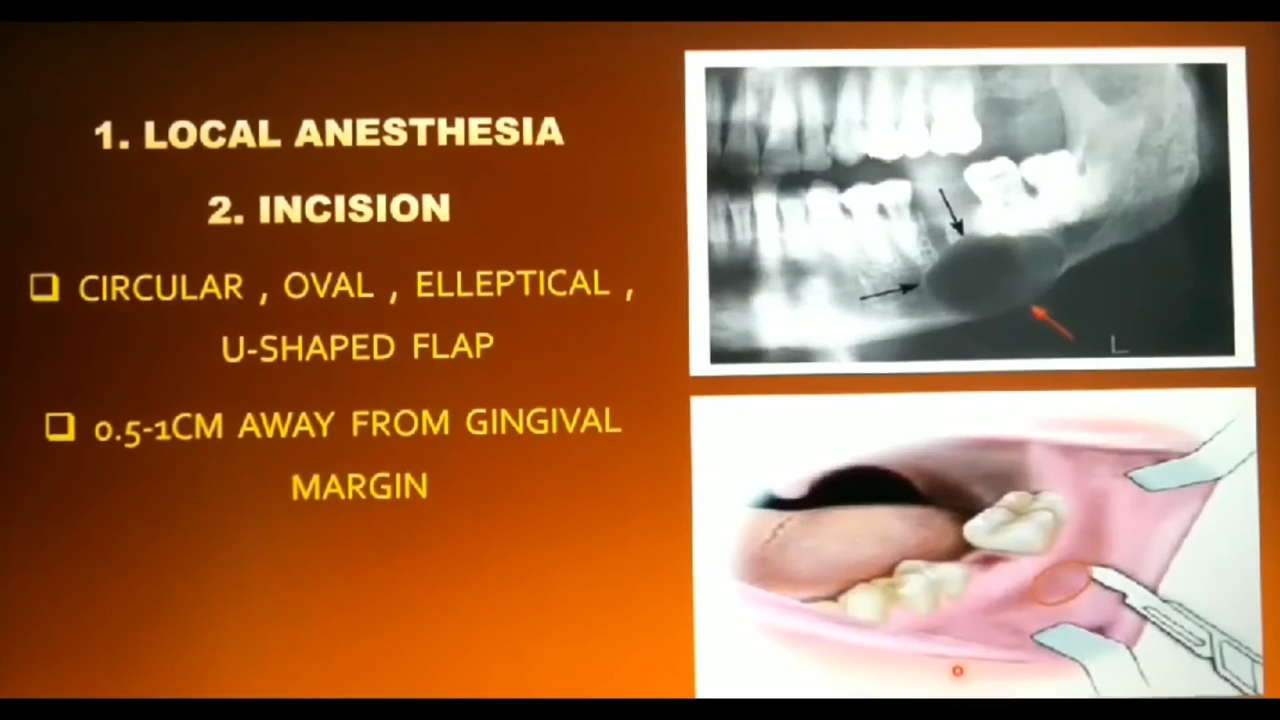 1. LOCAL ANESTHESIA
2. INCISION
CIRCULAR , OVAL , ELLEPTICAL ,
U-SHAPED FLAP
0.5-1CM AWAY FROM GINGIVAL
MARGIN
L